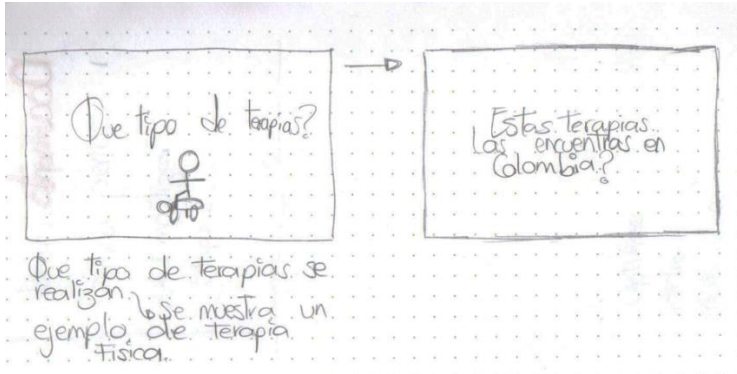 Que tipo de terapias?
Estas terapias
las encuentras en
Colombia?
Que tipo de terapias se
realizan.
↳ Se muestra un
ejemplo de terapia
Física.